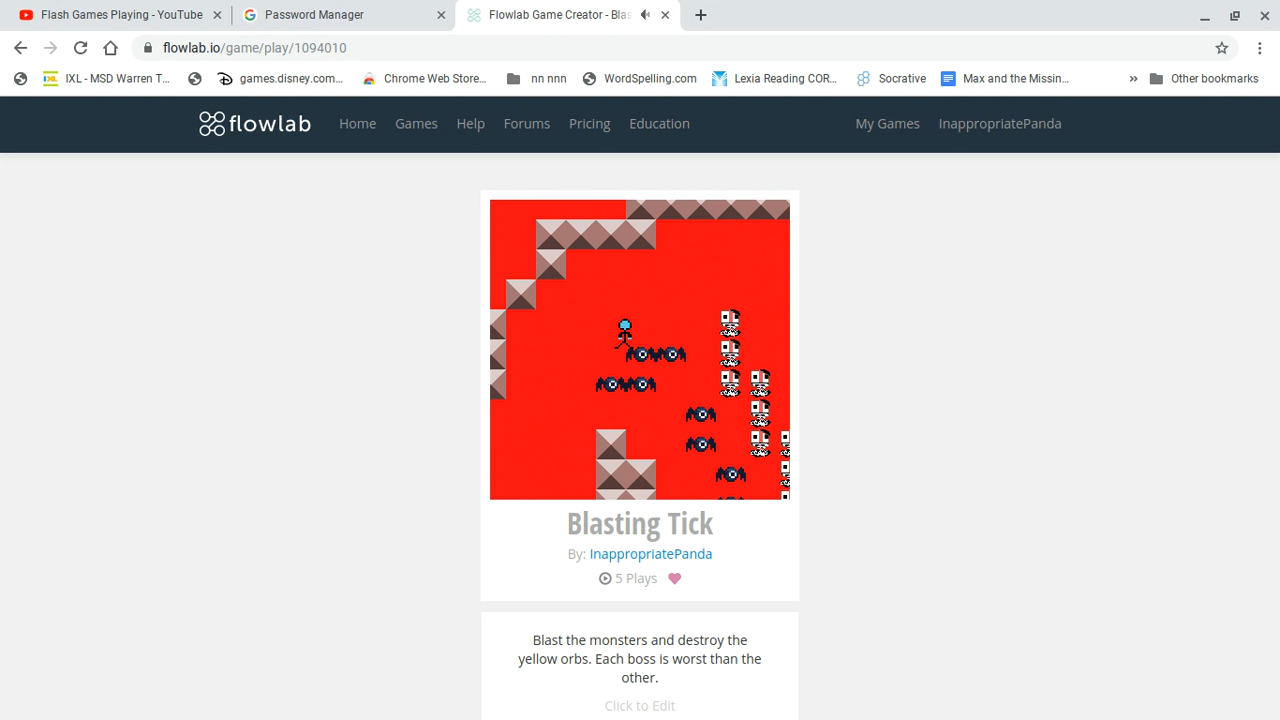 Flash Games Playing - YouTube
Password Manager
Flowlab Game Creator - Blas
flowlab.io/game/play/1094010
IXL - MSD Warren T...
games.disney.com...
Chrome Web Store...
nn nnn
WordSpelling.com
Lexia Reading COR...
Socrative
Max and the Missin...
»
Other bookmarks
flowlab
Home
Games
Help
Forums
Pricing
Education
My Games
InappropriatePanda
Blasting Tick
By: InappropriatePanda
5 Plays
Blast the monsters and destroy the
yellow orbs. Each boss is worst than the
other.
Click to Edit